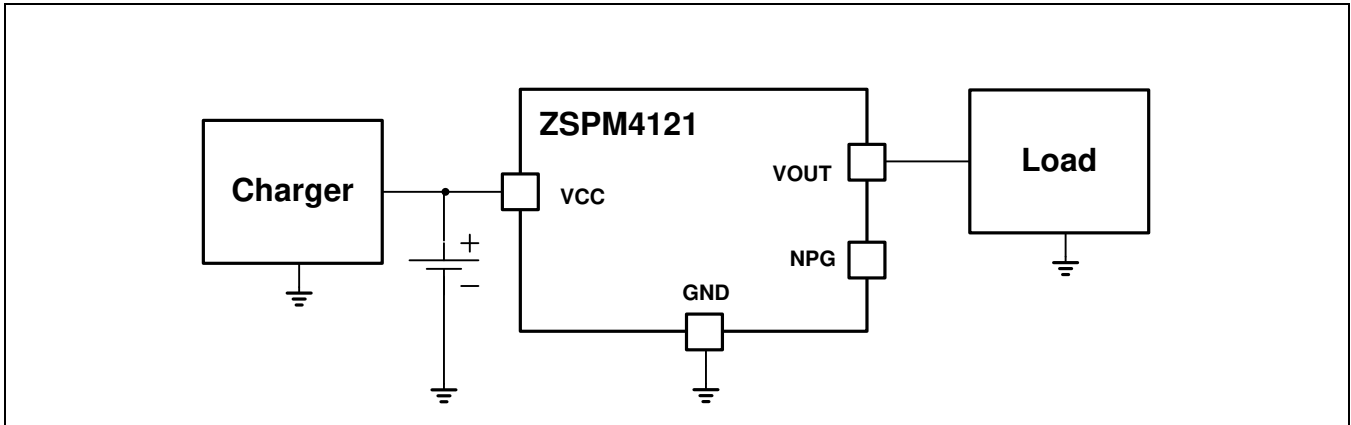 ZSPM4121
Charger
VCC
VOUT
Load
NPG
GND
+
−